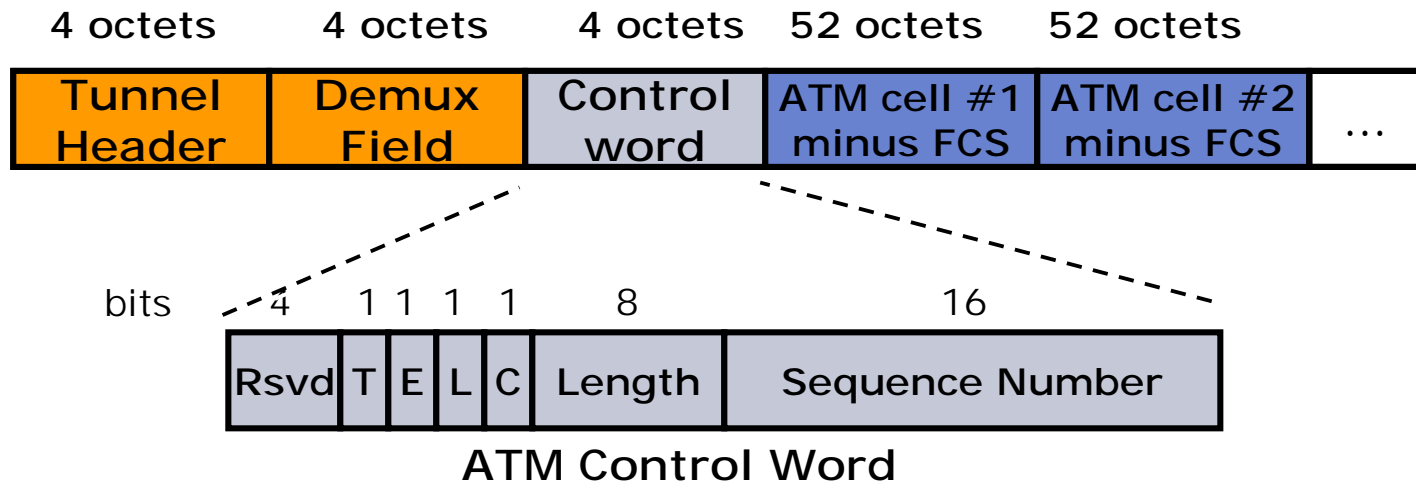 4 octets 4 octets 4 octets 52 octets 52 octets
Tunnel Header Demux Field Control word ATM cell #1 minus FCS ATM cell #2 minus FCS ...
bits 4 1 1 1 1 8 16
Rsvd T E L C Length Sequence Number
ATM Control Word